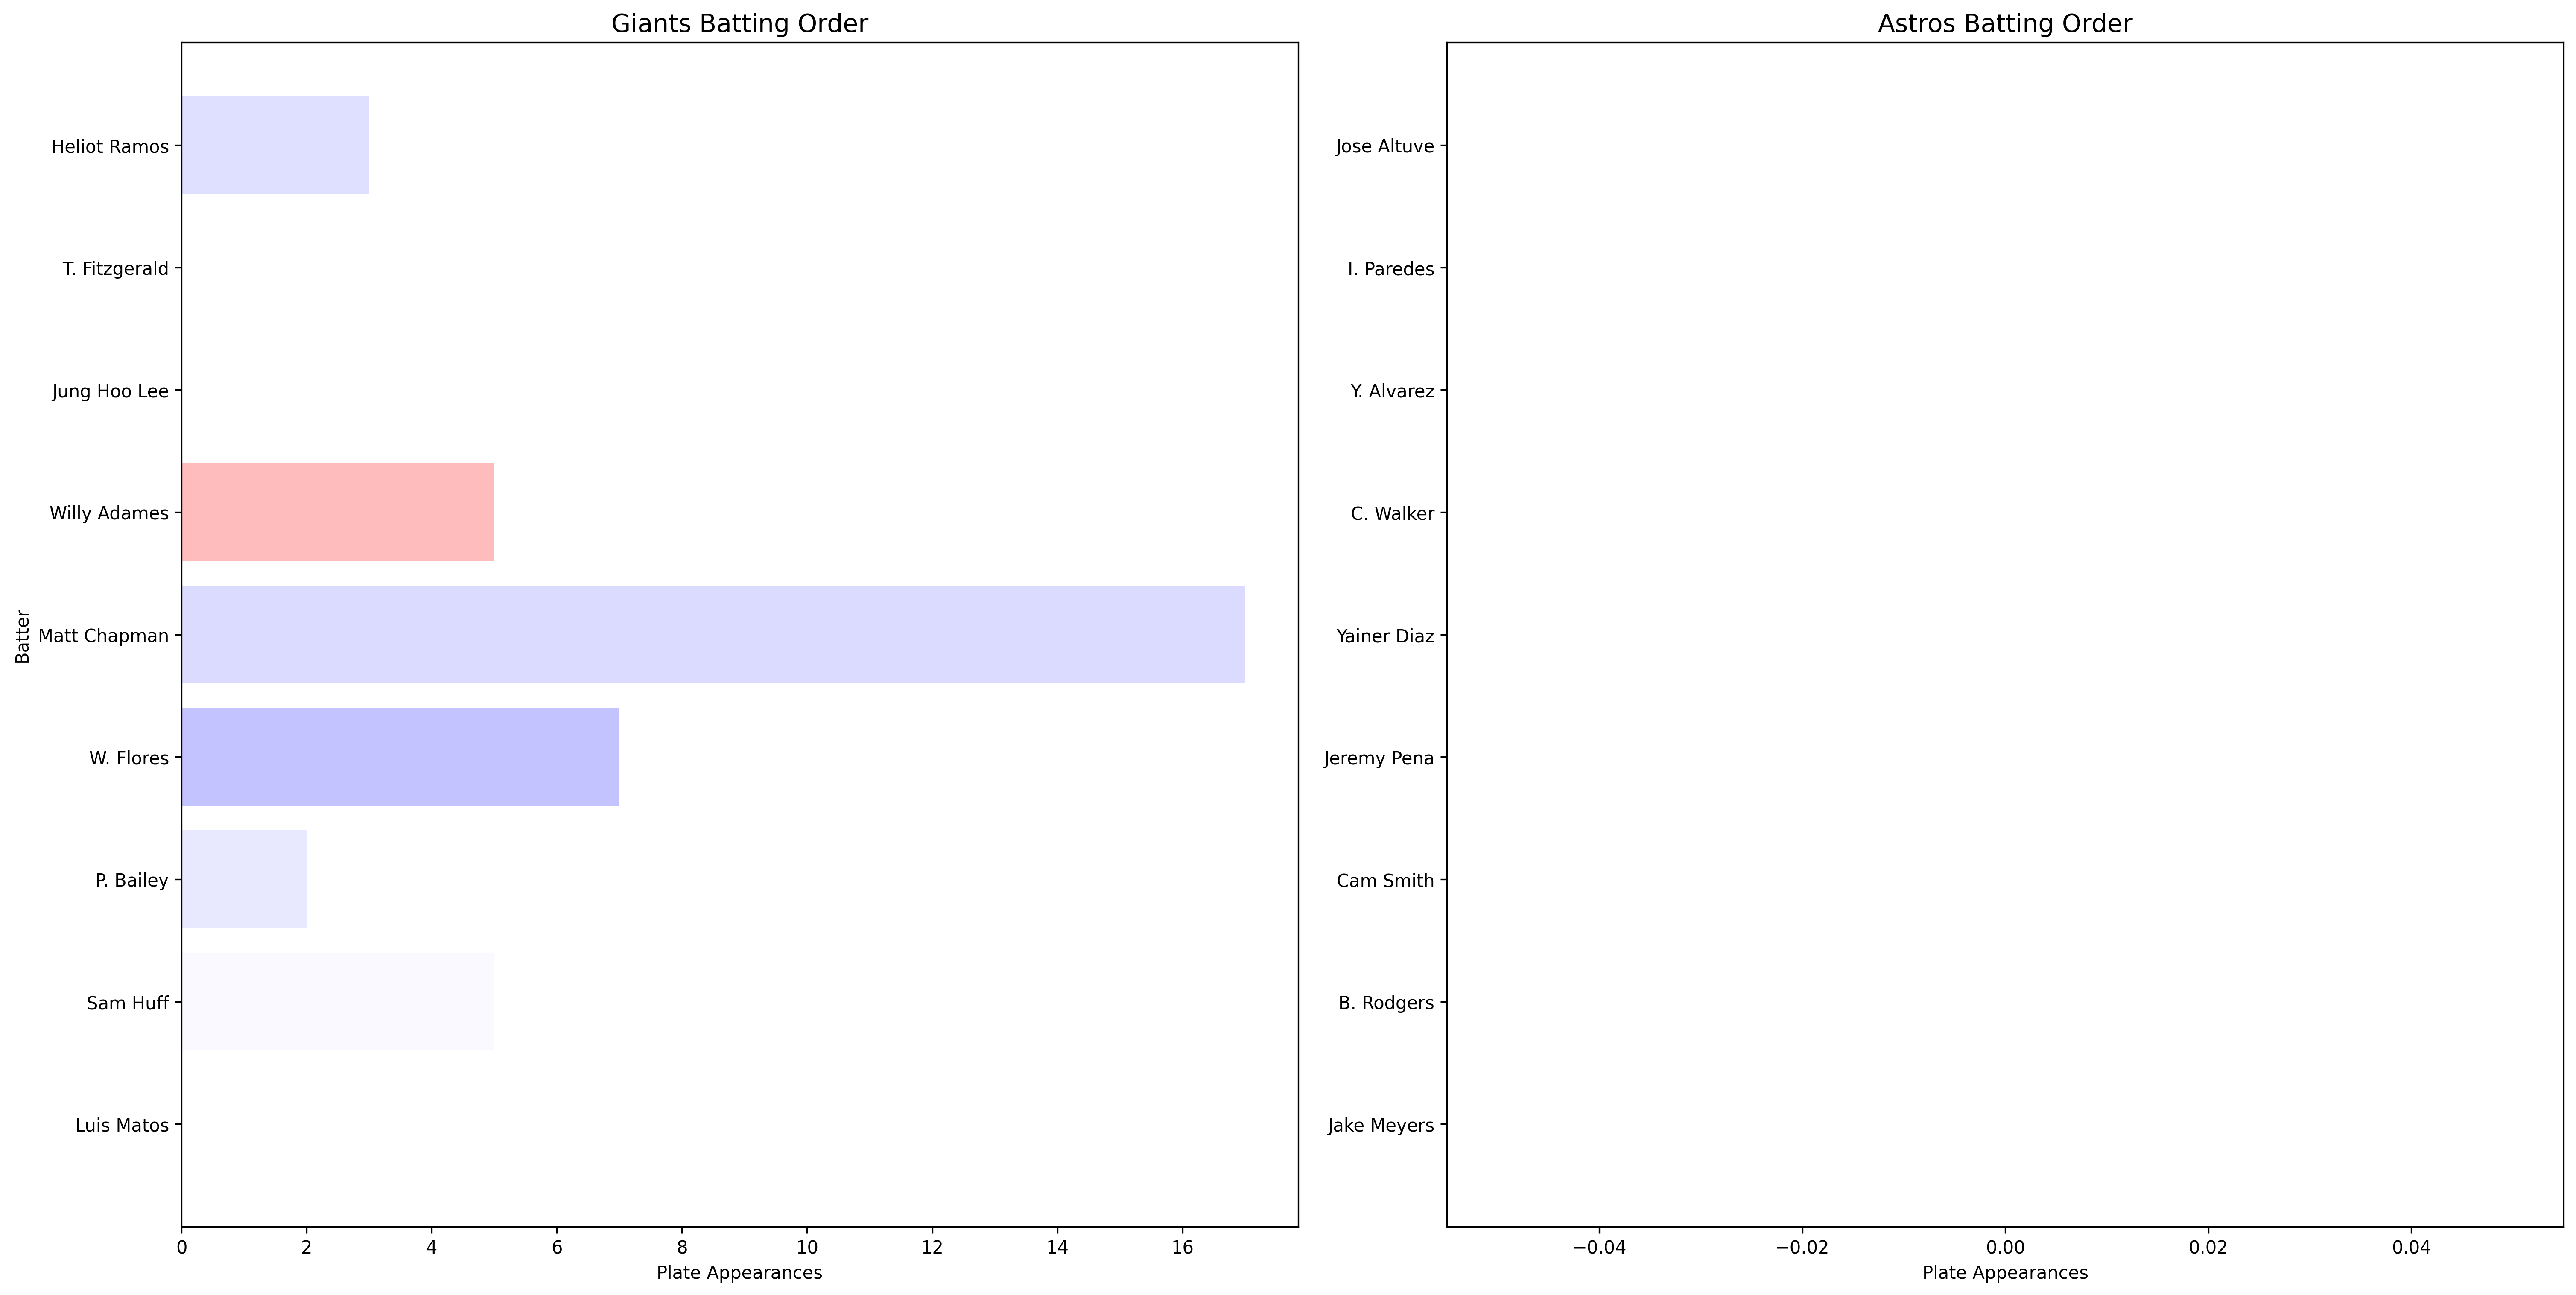 Giants Batting Order
Batter
Heliot Ramos
T. Fitzgerald
Jung Hoo Lee
Willy Adames
Matt Chapman
W. Flores
P. Bailey
Sam Huff
Luis Matos
0 2 4 6 8 10 12 14 16
Plate Appearances
Astros Batting Order
Jose Altuve
I. Paredes
Y. Alvarez
C. Walker
Yainer Diaz
Jeremy Pena
Cam Smith
B. Rodgers
Jake Meyers
−0.04 −0.02 0.00 0.02 0.04
Plate Appearances